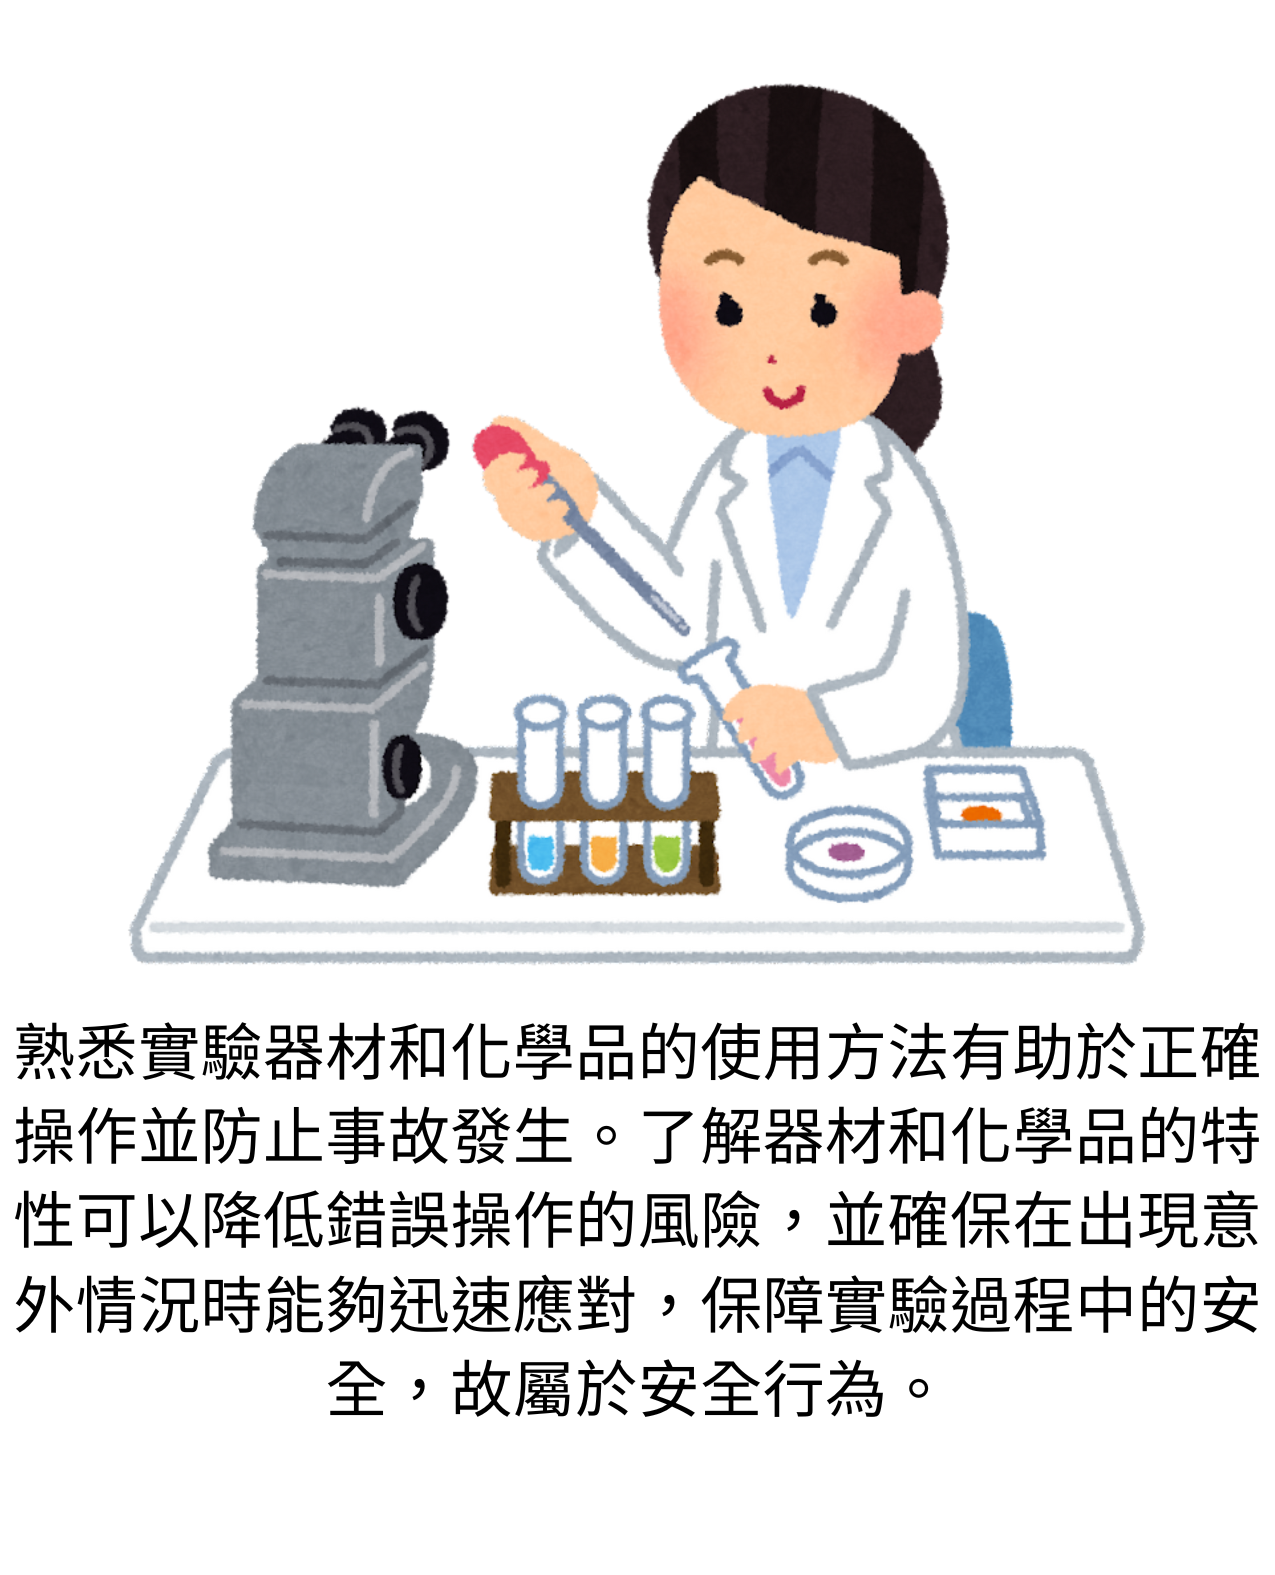 熟悉實驗器材和化學品的使用方法有助於正確
操作並防止事故發生。了解器材和化學品的特
性可以降低錯誤操作的風險，並確保在出現意
外情況時能夠迅速應對，保障實驗過程中的安
全，故屬於安全行為。